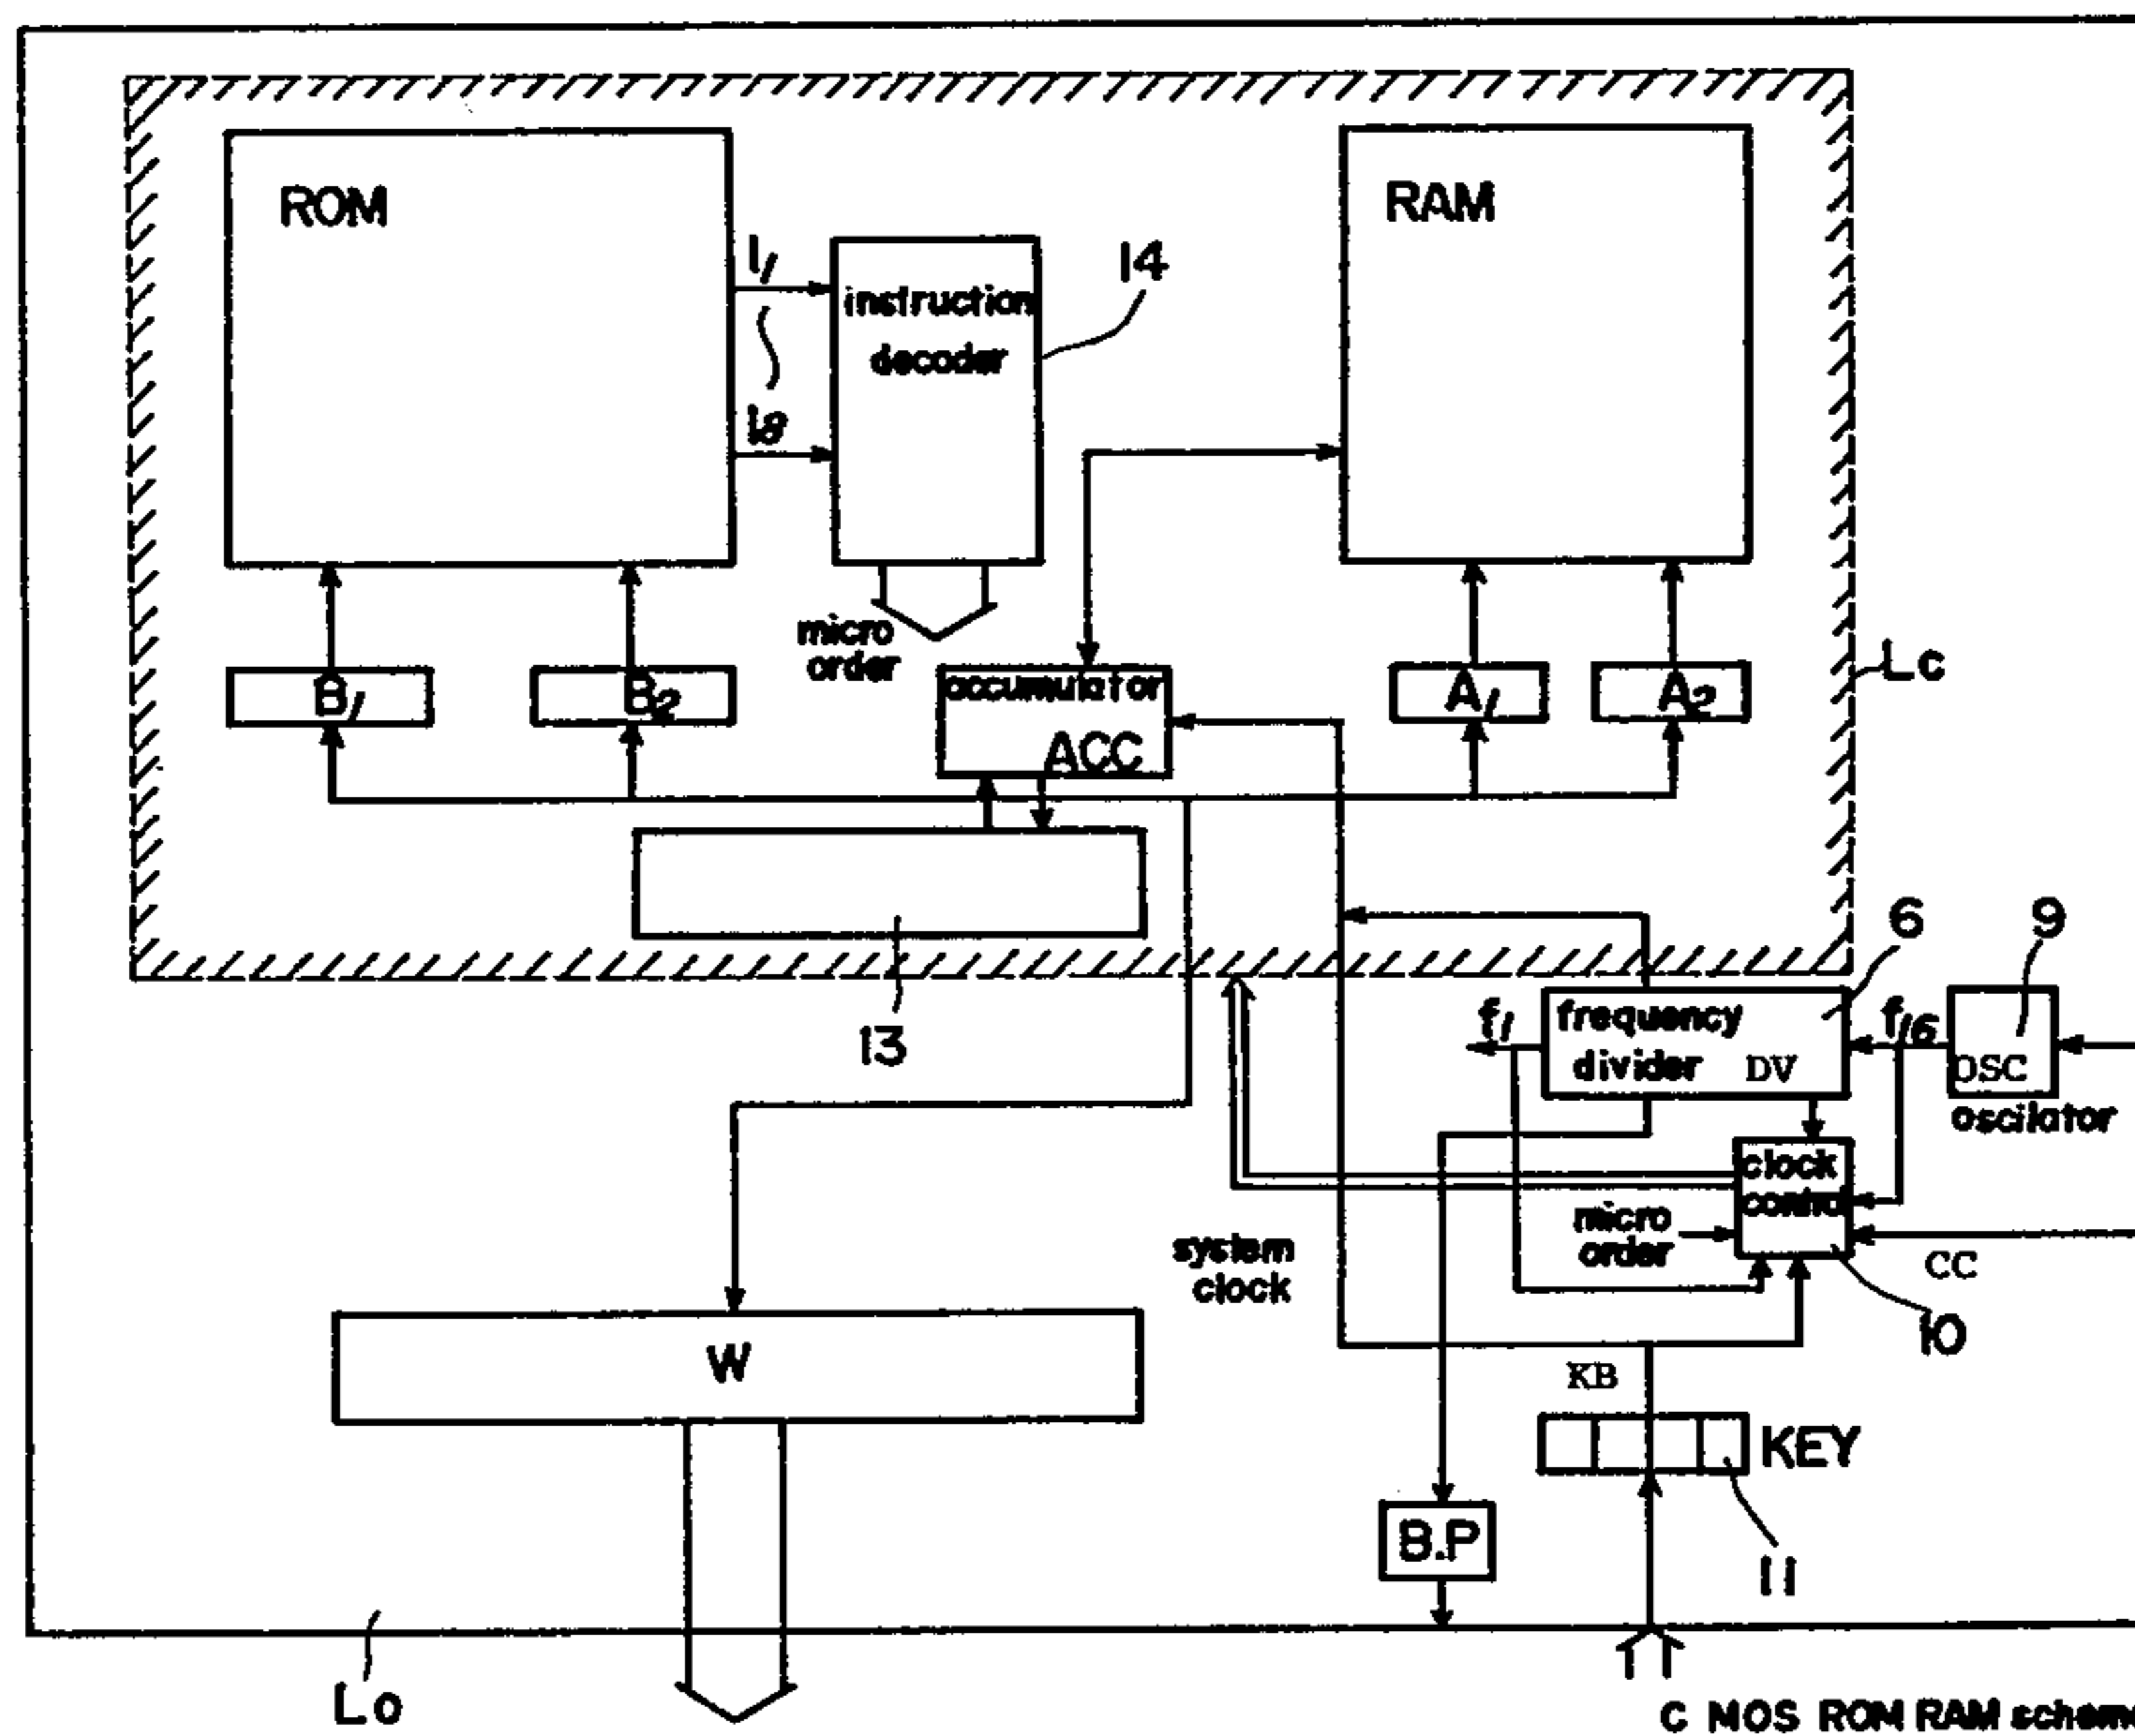 ROM
RAM
I1
I8
instruction
decoder
14
micro
order
B1
B2
accumulator
ACC
A1
A2
Lc
13
f1
frequency
divider DV
6
f16
9
OSC
oscilator
clock
control
micro
order
CC
10
system
clock
W
KB
KEY
11
B.P
Lo
C MOS ROM RAM scheme